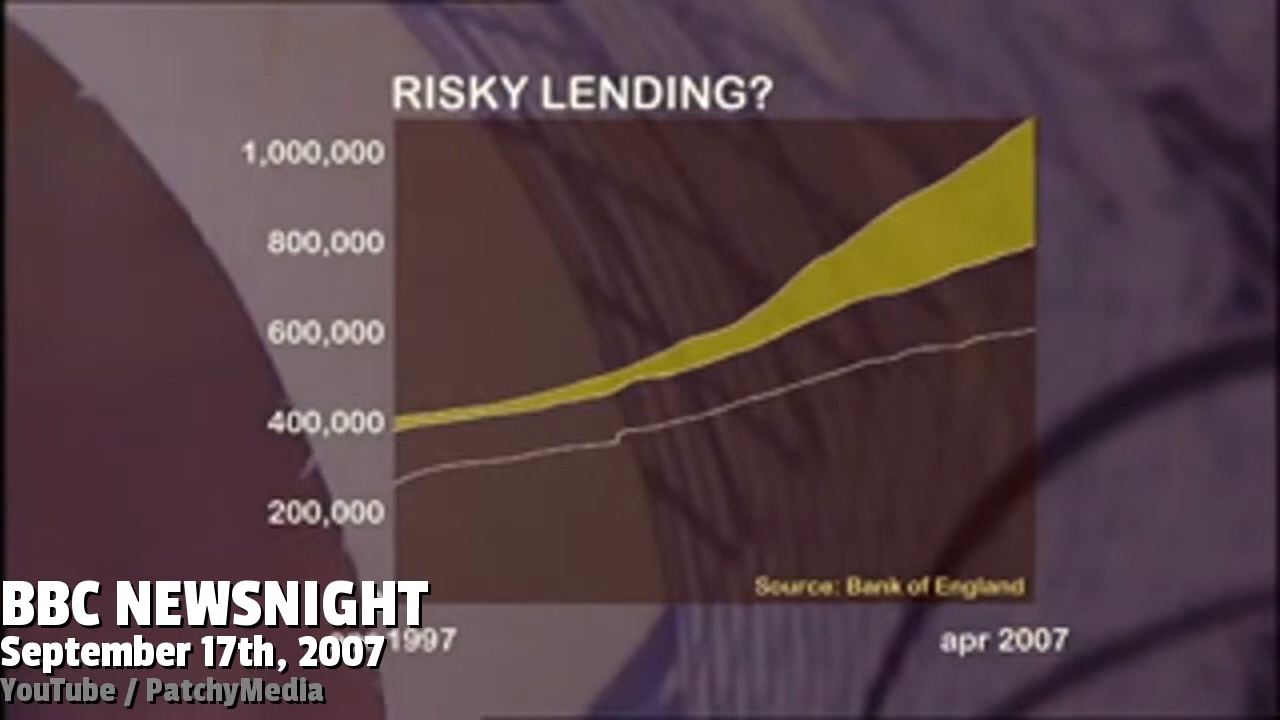 RISKY LENDING?
1,000,000
800,000
600,000
400,000
200,000
Source: Bank of England
1997
apr 2007
BBC NEWSNIGHT
September 17th, 2007
YouTube / PatchyMedia